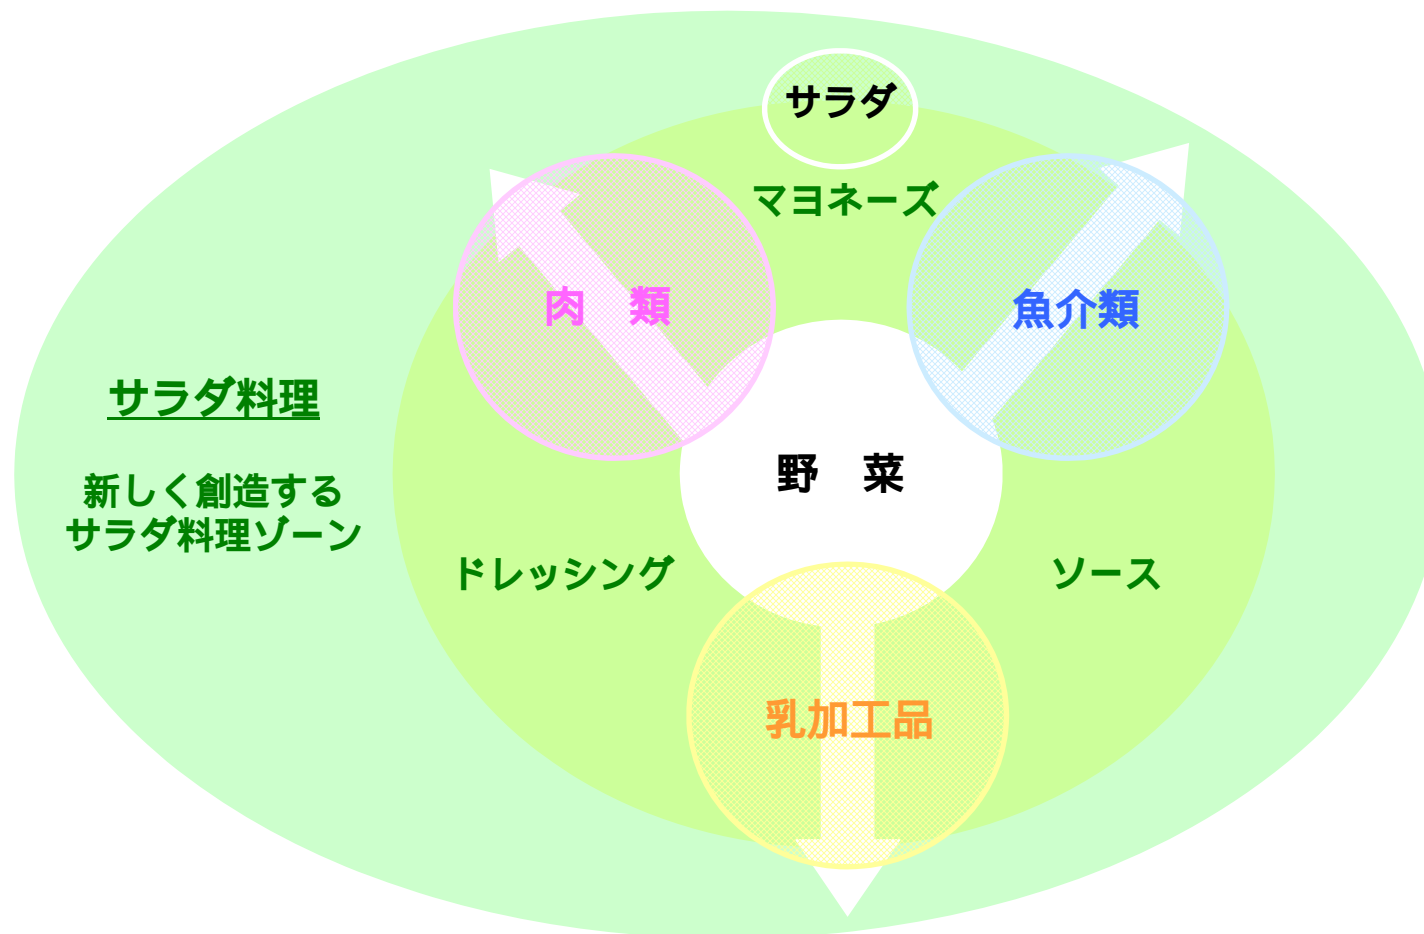 サラダ
マヨネーズ
肉　類
魚介類
サラダ料理
野　菜
新しく創造する
サラダ料理ゾーン
ドレッシング
ソース
乳加工品